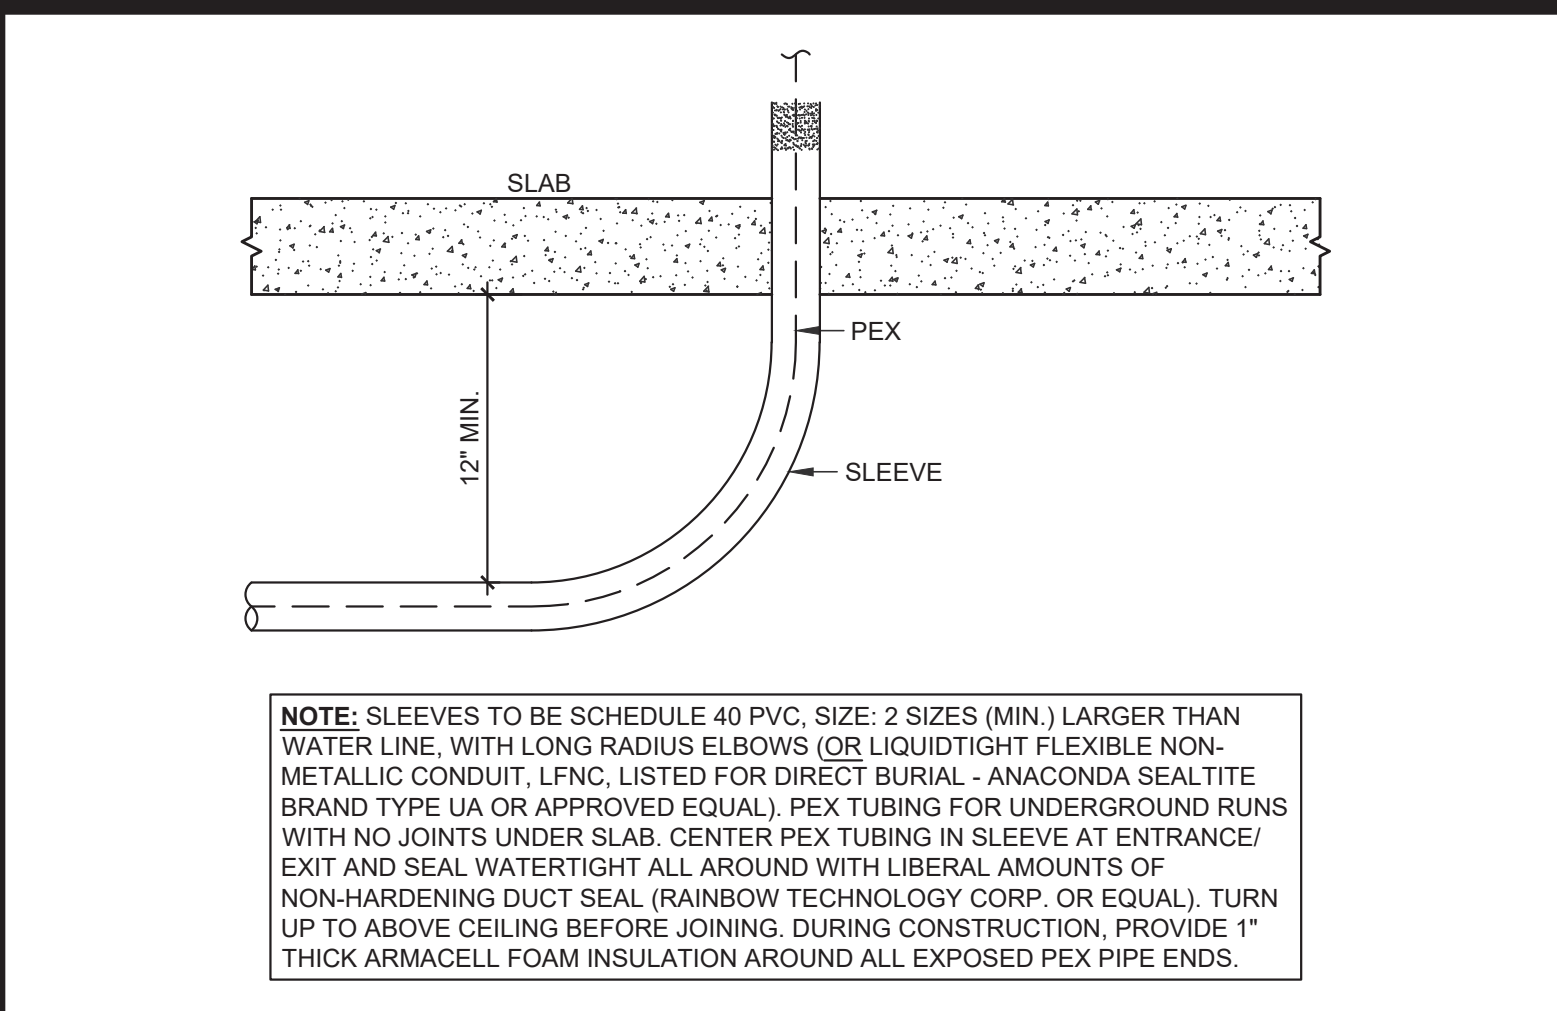 SLAB
PEX
12" MIN.
SLEEVE
NOTE: SLEEVES TO BE SCHEDULE 40 PVC, SIZE: 2 SIZES (MIN.) LARGER THAN
WATER LINE, WITH LONG RADIUS ELBOWS (OR LIQUIDTIGHT FLEXIBLE NON-
METALLIC CONDUIT, LFNC, LISTED FOR DIRECT BURIAL - ANACONDA SEALTITE
BRAND TYPE UA OR APPROVED EQUAL). PEX TUBING FOR UNDERGROUND RUNS
WITH NO JOINTS UNDER SLAB. CENTER PEX TUBING IN SLEEVE AT ENTRANCE/
EXIT AND SEAL WATERTIGHT ALL AROUND WITH LIBERAL AMOUNTS OF
NON-HARDENING DUCT SEAL (RAINBOW TECHNOLOGY CORP. OR EQUAL). TURN
UP TO ABOVE CEILING BEFORE JOINING. DURING CONSTRUCTION, PROVIDE 1"
THICK ARMACELL FOAM INSULATION AROUND ALL EXPOSED PEX PIPE ENDS.